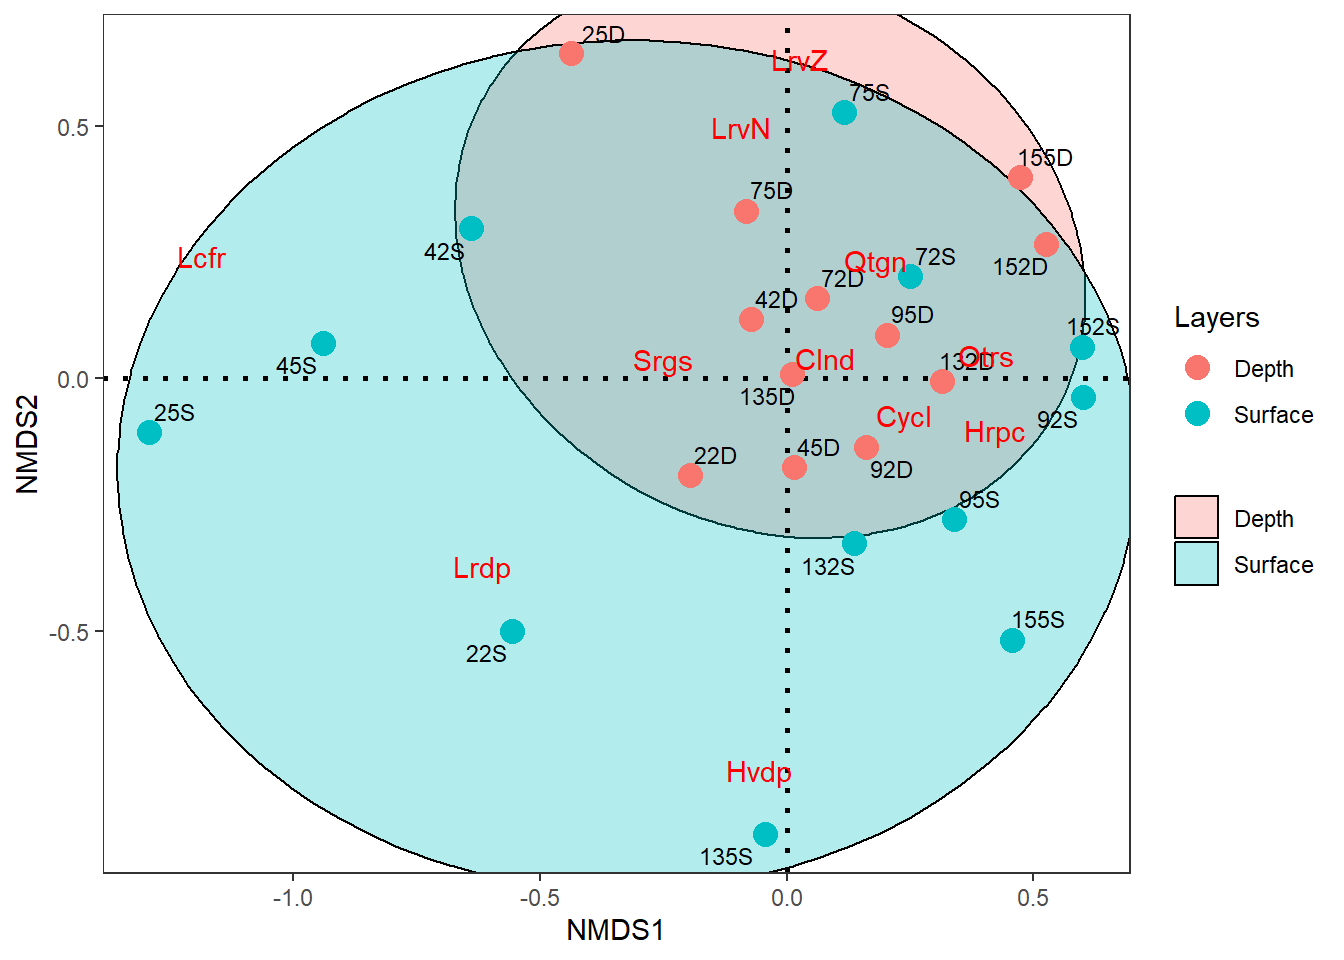 25D
LrvZ
75S
0.5
LrvN
155D
75D
42S
Lcfr
Qtgn
72S
152D
72D
42D
95D
152S
45S
Srgs
Clnd
132D
Otrs
0.0
135D
25S
Cycl
92S
Hrpc
22D
45D
92D
95S
132S
Lrdp
155S
-0.5
22S
Hvdp
135S
-1.0
-0.5
0.0
0.5
NMDS1
NMDS2
Layers
Depth
Surface
Depth
Surface